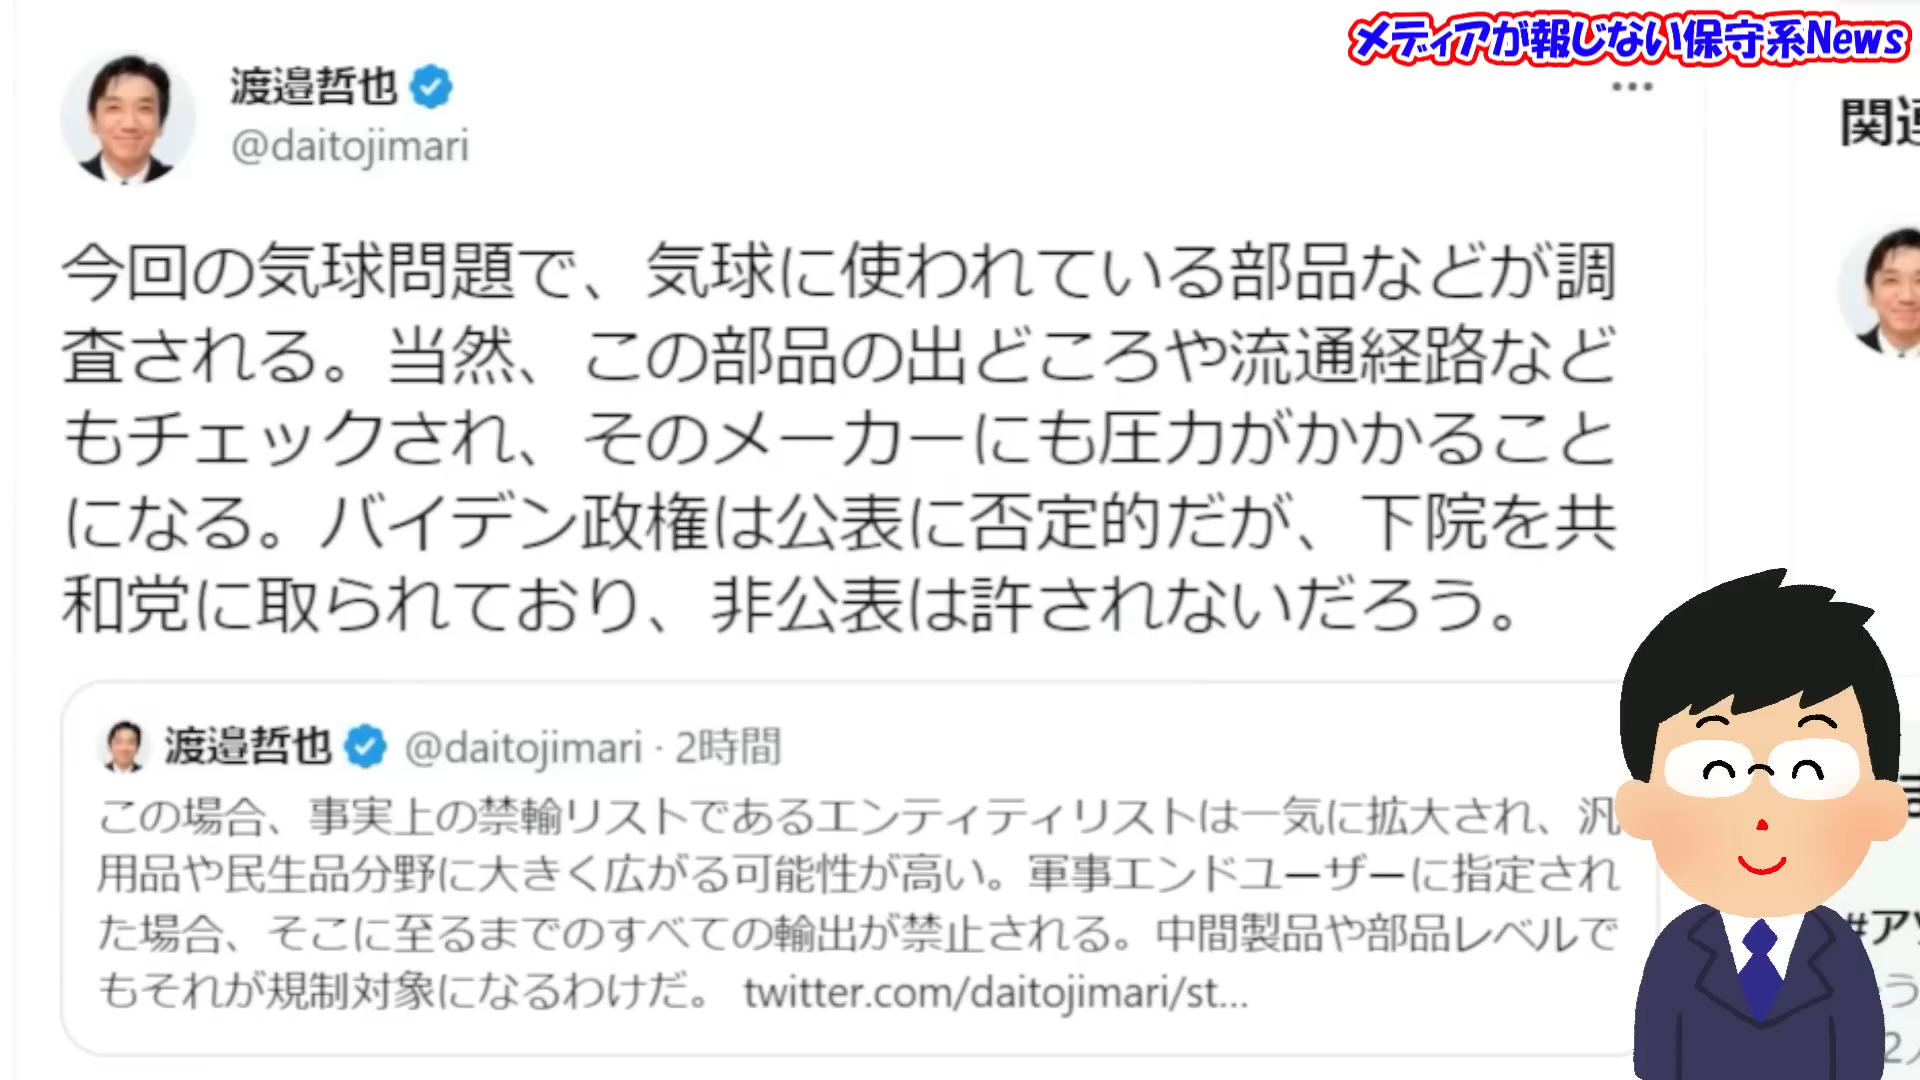 メディアが報じない保守系News
渡邉哲也
@daitojimari
今回の気球問題で、気球に使われている部品などが調
査される。当然、この部品の出どころや流通経路など
もチェックされ、そのメーカーにも圧力がかかること
になる。バイデン政権は公表に否定的だが、下院を共
和党に取られており、非公表は許されないだろう。
渡邉哲也 @daitojimari · 2時間
この場合、事実上の禁輸リストであるエンティティリストは一気に拡大され、汎
用品や民生品分野に大きく広がる可能性が高い。軍事エンドユーザーに指定され
た場合、そこに至るまでのすべての輸出が禁止される。中間製品や部品レベルで
もそれが規制対象になるわけだ。 twitter.com/daitojimari/st...
関連
#アソ